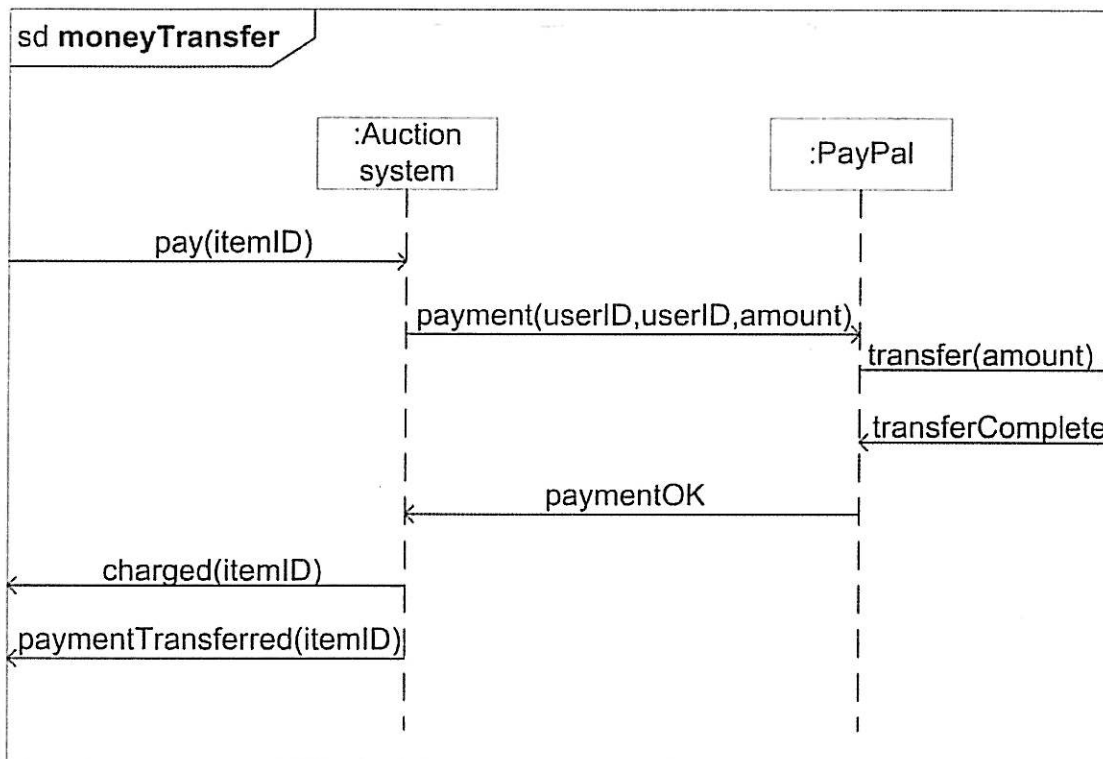 sd moneyTransfer
:Auction
system
:PayPal
pay(itemID)
payment(userID,userID,amount)
transfer(amount)
transferComplete
paymentOK
charged(itemID)
paymentTransferred(itemID)